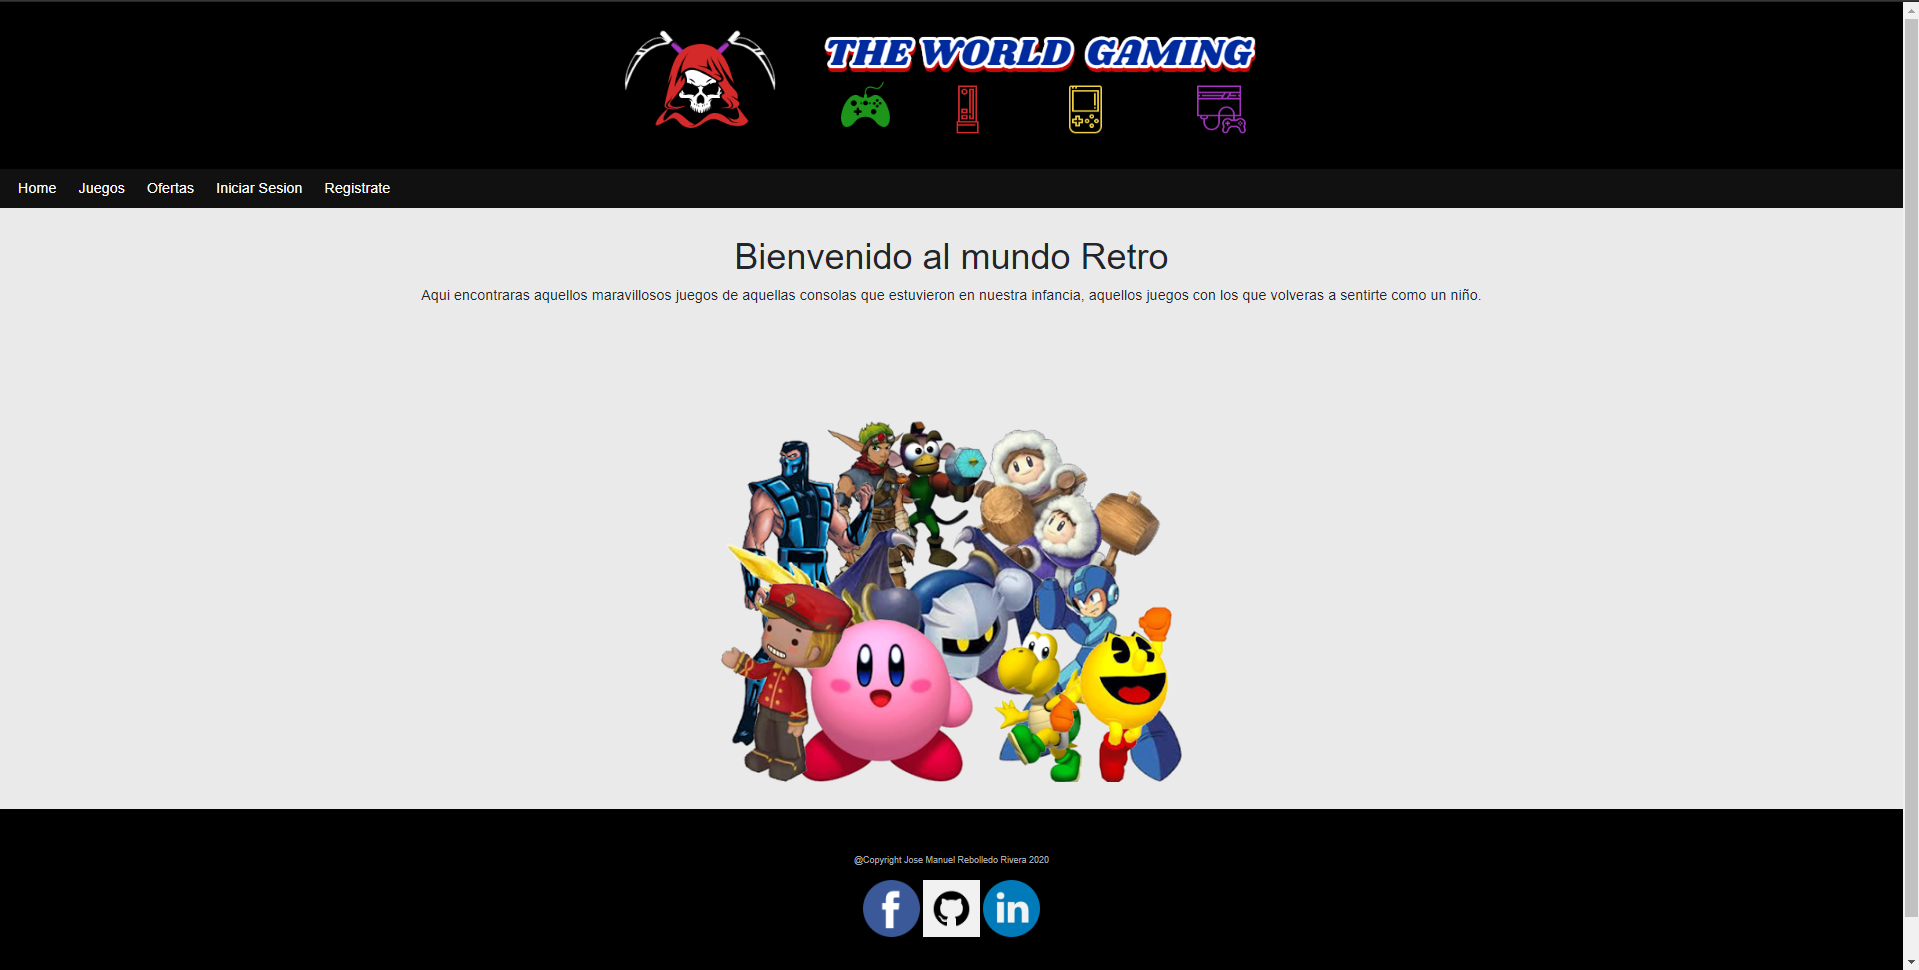 THE WORLD GAMING
Home Juegos Ofertas Iniciar Sesion Registrate
Bienvenido al mundo Retro
Aqui encontraras aquellos maravillosos juegos de aquellas consolas que estuvieron en nuestra infancia, aquellos juegos con los que volveras a sentirte como un niño.
@Copyright Jose Manuel Rebolledo Rivera 2020
f
in